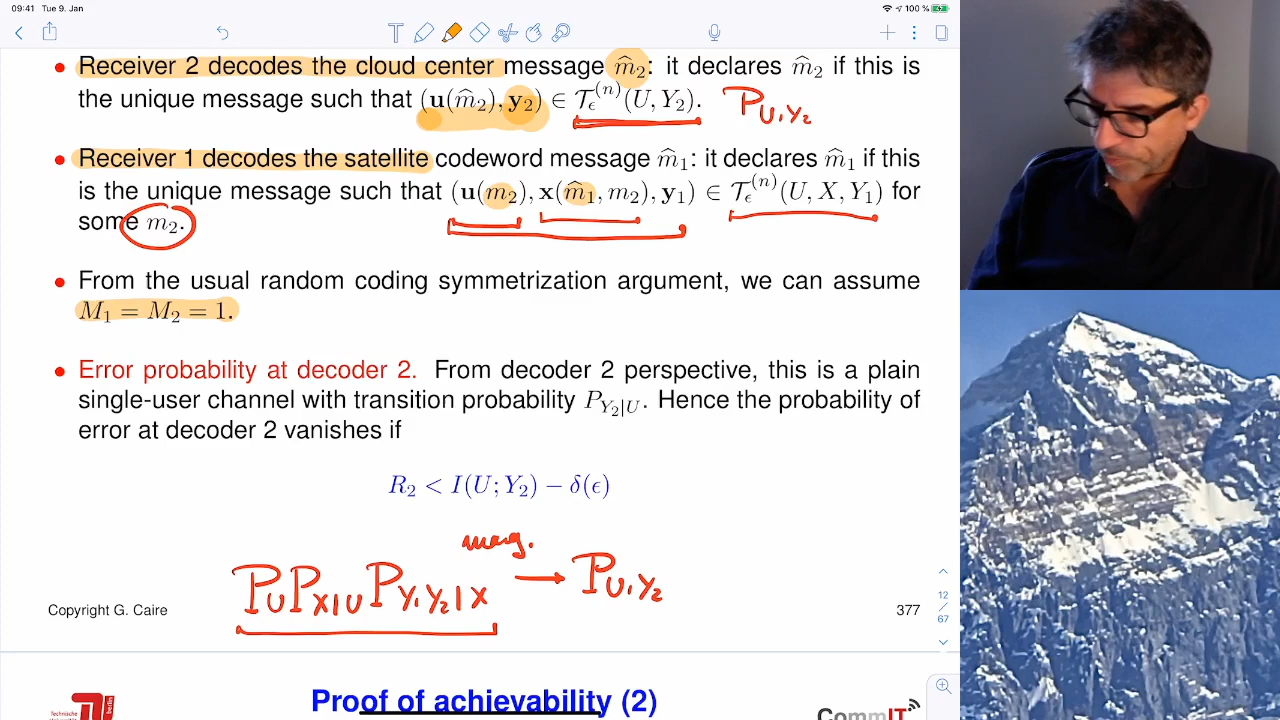 09:41 Tue 9. Jan
100 %
• Receiver 2 decodes the cloud center message m̂₂: it declares m̂₂ if this is
the unique message such that (u(m̂₂), y₂) ∈ 𝒯_ϵ^(n)(U, Y₂). P_{U,Y₂}
• Receiver 1 decodes the satellite codeword message m̂₁: it declares m̂₁ if this
is the unique message such that (u(m₂), x(m̂₁, m₂), y₁) ∈ 𝒯_ϵ^(n)(U, X, Y₁) for
some m₂.
• From the usual random coding symmetrization argument, we can assume
M₁ = M₂ = 1.
• Error probability at decoder 2. From decoder 2 perspective, this is a plain
single-user channel with transition probability P_{Y₂|U}. Hence the probability of
error at decoder 2 vanishes if
R₂ < I(U; Y₂) − δ(ϵ)
marg.
P_U P_{X|U} P_{Y₁Y₂|X} → P_{U,Y₂}
Copyright G. Caire
377
12
/
67
Proof of achievability (2)
Technische
CommIT